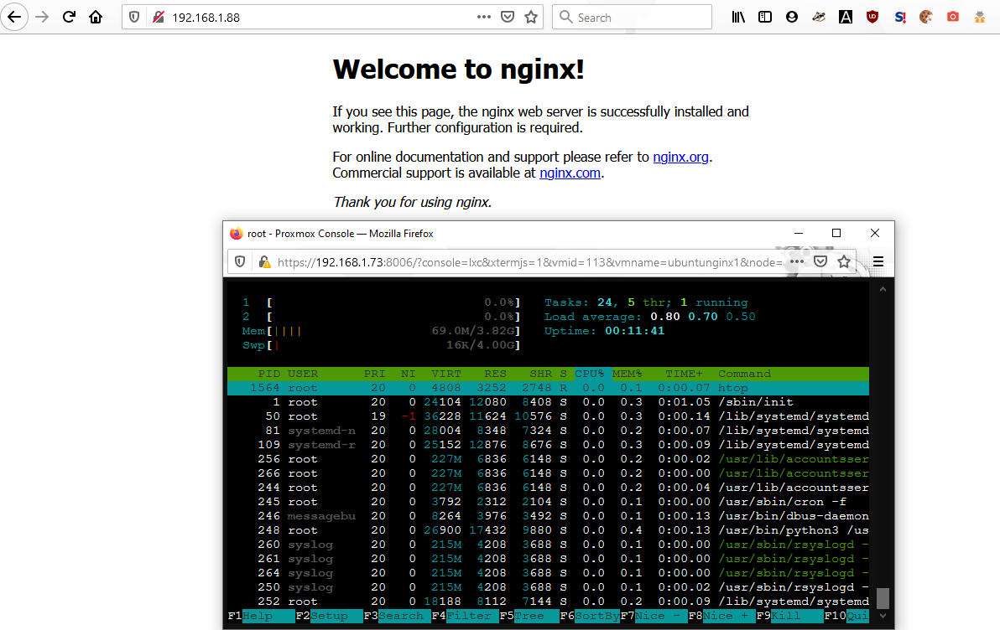 192.168.1.88
Search
Welcome to nginx!
If you see this page, the nginx web server is successfully installed and
working. Further configuration is required.
For online documentation and support please refer to nginx.org.
Commercial support is available at nginx.com.
Thank you for using nginx.
root - Proxmox Console — Mozilla Firefox
https://192.168.1.73:8006/?console=lxc&xtermjs=1&vmid=113&vmname=ubuntunginx1&node=
1 [ 0.0%] Tasks: 24, 5 thr; 1 running
2 [ 0.0%] Load average: 0.80 0.70 0.50
Mem[|||| 69.0M/3.82G] Uptime: 00:11:41
Swp[| 16K/4.00G]
PID USER PRI NI VIRT RES SHR S CPU% MEM% TIME+ Command
1564 root 20 0 4808 3252 2748 R 0.0 0.1 0:00.07 htop
1 root 20 0 24104 12080 8408 S 0.0 0.3 0:01.05 /sbin/init
50 root 19 -1 36228 11624 10576 S 0.0 0.3 0:00.14 /lib/systemd/systemd
81 systemd-n 20 0 28004 8348 7324 S 0.0 0.2 0:00.07 /lib/systemd/systemd
109 systemd-r 20 0 25152 12876 8676 S 0.0 0.3 0:00.09 /lib/systemd/systemd
256 root 20 0 227M 6836 6148 S 0.0 0.2 0:00.02 /usr/lib/accountsser
266 root 20 0 227M 6836 6148 S 0.0 0.2 0:00.00 /usr/lib/accountsser
244 root 20 0 227M 6836 6148 S 0.0 0.2 0:00.04 /usr/lib/accountsser
245 root 20 0 3792 2312 2104 S 0.0 0.1 0:00.00 /usr/sbin/cron -f
246 messagebu 20 0 8264 3976 3492 S 0.0 0.1 0:00.13 /usr/bin/dbus-daemon
248 root 20 0 26900 17432 9880 S 0.0 0.4 0:00.13 /usr/bin/python3 /us
260 syslog 20 0 215M 4208 3688 S 0.0 0.1 0:00.00 /usr/sbin/rsyslogd -
261 syslog 20 0 215M 4208 3688 S 0.0 0.1 0:00.00 /usr/sbin/rsyslogd -
264 syslog 20 0 215M 4208 3688 S 0.0 0.1 0:00.00 /usr/sbin/rsyslogd -
250 syslog 20 0 215M 4208 3688 S 0.0 0.1 0:00.02 /usr/sbin/rsyslogd -
252 root 20 0 18188 8112 7144 S 0.0 0.2 0:00.09 /lib/systemd/systemd
F1Help F2Setup F3Search F4Filter F5Tree F6SortByF7Nice -F8Nice +F9Kill F10Qui